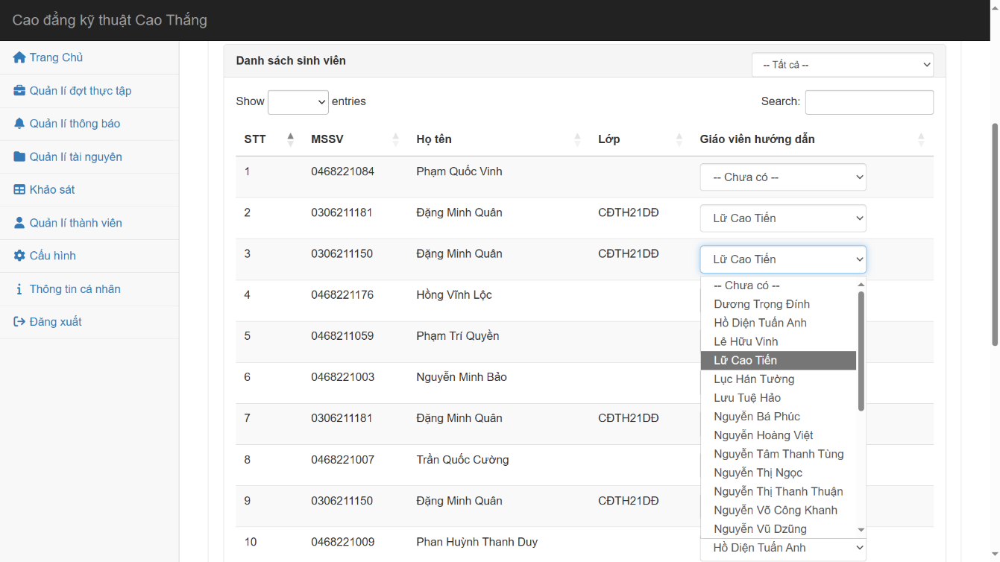 Cao đẳng kỹ thuật Cao Thắng
Trang Chủ
Quản lí đợt thực tập
Quản lí thông báo
Quản lí tài nguyên
Khảo sát
Quản lí thành viên
Cấu hình
Thông tin cá nhân
Đăng xuất
Danh sách sinh viên -- Tất cả --
Show entries Search:
STT MSSV Họ tên Lớp Giáo viên hướng dẫn
1 0468221084 Phạm Quốc Vinh -- Chưa có --
2 0306211181 Đặng Minh Quân CĐTH21DĐ Lữ Cao Tiến
3 0306211150 Đặng Minh Quân CĐTH21DĐ Lữ Cao Tiến
4 0468221176 Hồng Vĩnh Lộc
5 0468211059 Phạm Trí Quyền
6 0468221003 Nguyễn Minh Bảo
7 0306211181 Đặng Minh Quân CĐTH21DĐ
8 0468221007 Trần Quốc Cường
9 0306211150 Đặng Minh Quân CĐTH21DĐ
10 0468221009 Phan Huỳnh Thanh Duy Hồ Diện Tuấn Anh
-- Chưa có --
Dương Trọng Đính
Hồ Diện Tuấn Anh
Lê Hữu Vinh
Lữ Cao Tiến
Lục Hán Tường
Lưu Tuệ Hảo
Nguyễn Bá Phúc
Nguyễn Hoàng Việt
Nguyễn Tâm Thanh Tùng
Nguyễn Thị Ngọc
Nguyễn Thị Thanh Thuận
Nguyễn Võ Công Khanh
Nguyễn Vũ Dzũng